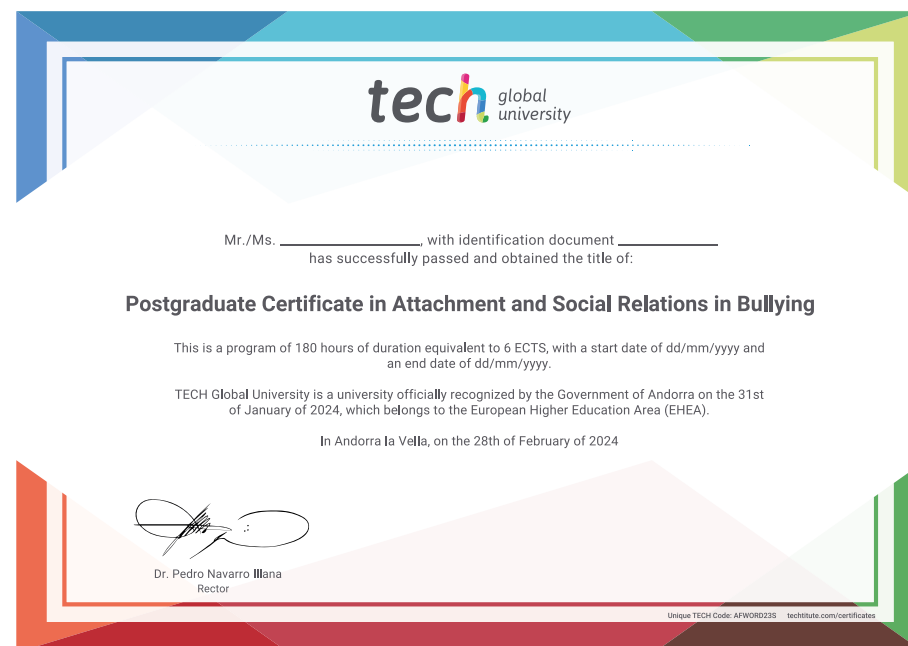 tech global university
Mr./Ms. ____________________, with identification document ______________
has successfully passed and obtained the title of:
Postgraduate Certificate in Attachment and Social Relations in Bullying
This is a program of 180 hours of duration equivalent to 6 ECTS, with a start date of dd/mm/yyyy and
an end date of dd/mm/yyyy.
TECH Global University is a university officially recognized by the Government of Andorra on the 31st
of January of 2024, which belongs to the European Higher Education Area (EHEA).
In Andorra la Vella, on the 28th of February of 2024
Dr. Pedro Navarro Illana
Rector
Unique TECH Code: AFWORD23S techtitute.com/certificates